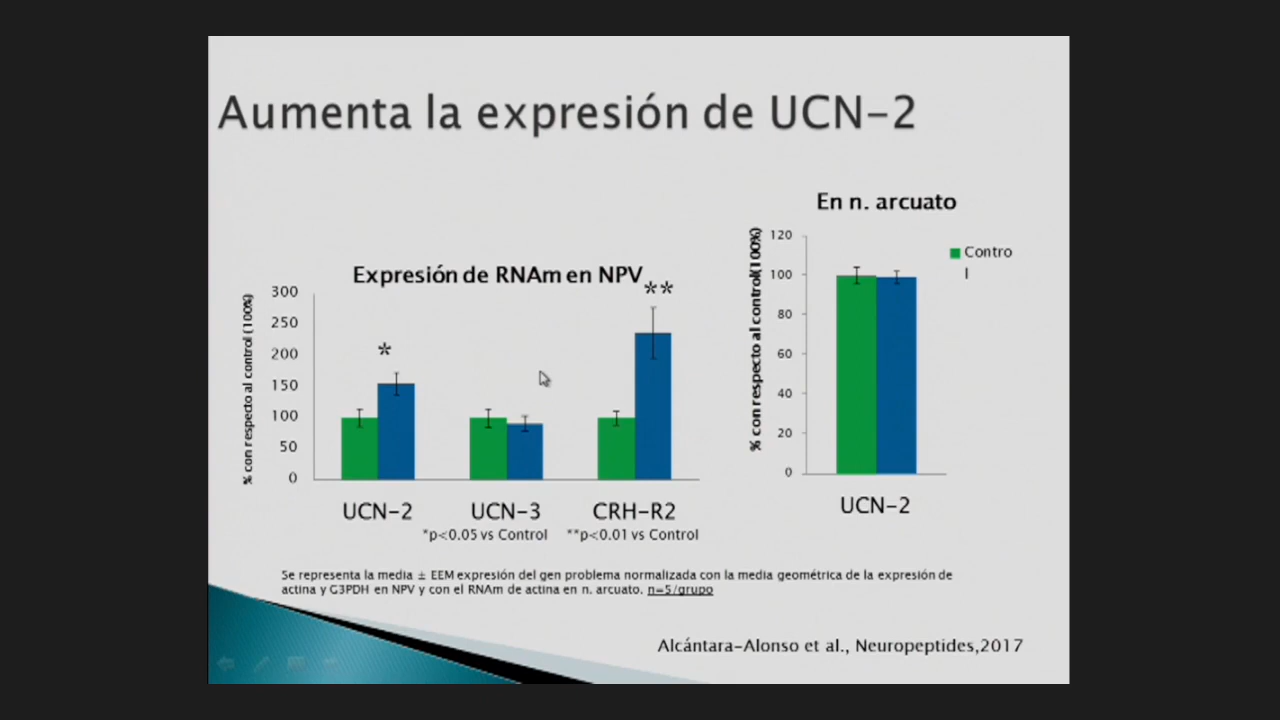 Aumenta la expresión de UCN-2
En n. arcuato
% con respecto al control (100%)
120
100
80
60
40
20
0
Contro
l
UCN-2
Expresión de RNAm en NPV
**
*
% con respecto al control (100%)
300
250
200
150
100
50
0
UCN-2 UCN-3 CRH-R2
*p<0.05 vs Control **p<0.01 vs Control
Se representa la media ± EEM expresión del gen problema normalizada con la media geométrica de la expresión de
actina y G3PDH en NPV y con el RNAm de actina en n. arcuato. n=5/grupo
Alcántara-Alonso et al., Neuropeptides,2017